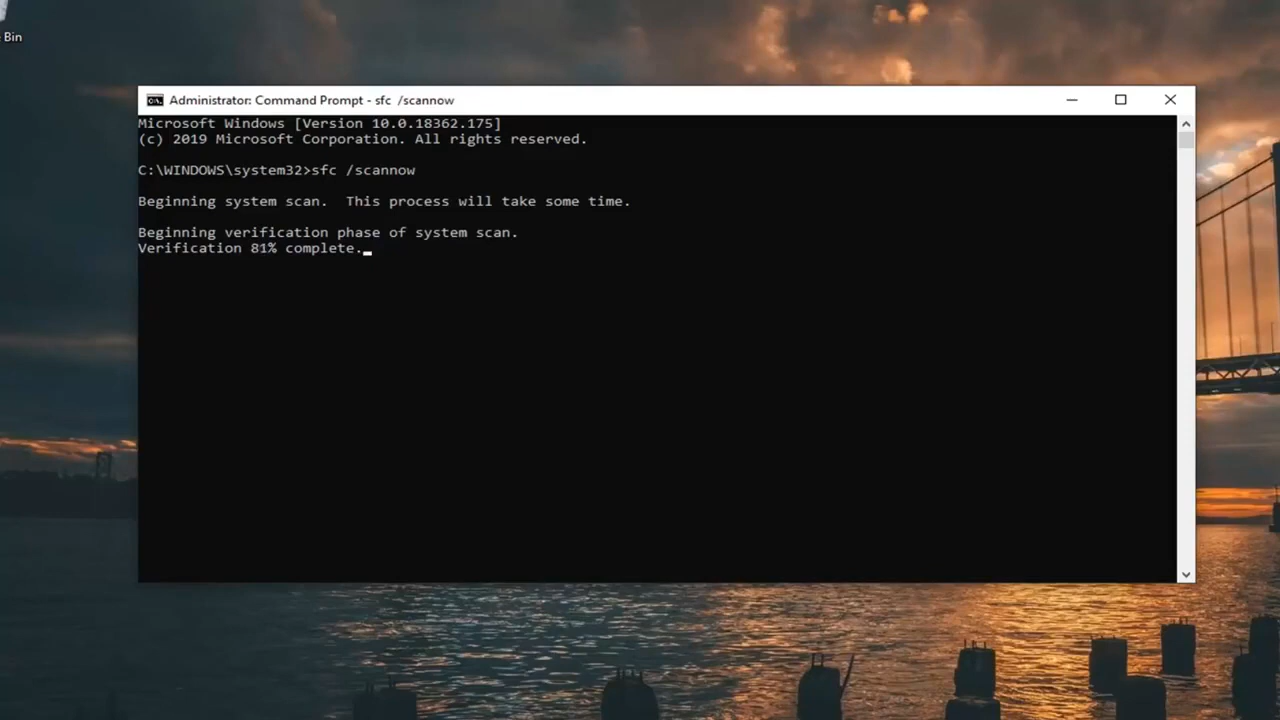 Bin
Administrator: Command Prompt - sfc  /scannow
Microsoft Windows [Version 10.0.18362.175]
(c) 2019 Microsoft Corporation. All rights reserved.
C:\WINDOWS\system32>sfc /scannow
Beginning system scan.  This process will take some time.
Beginning verification phase of system scan.
Verification 81% complete.